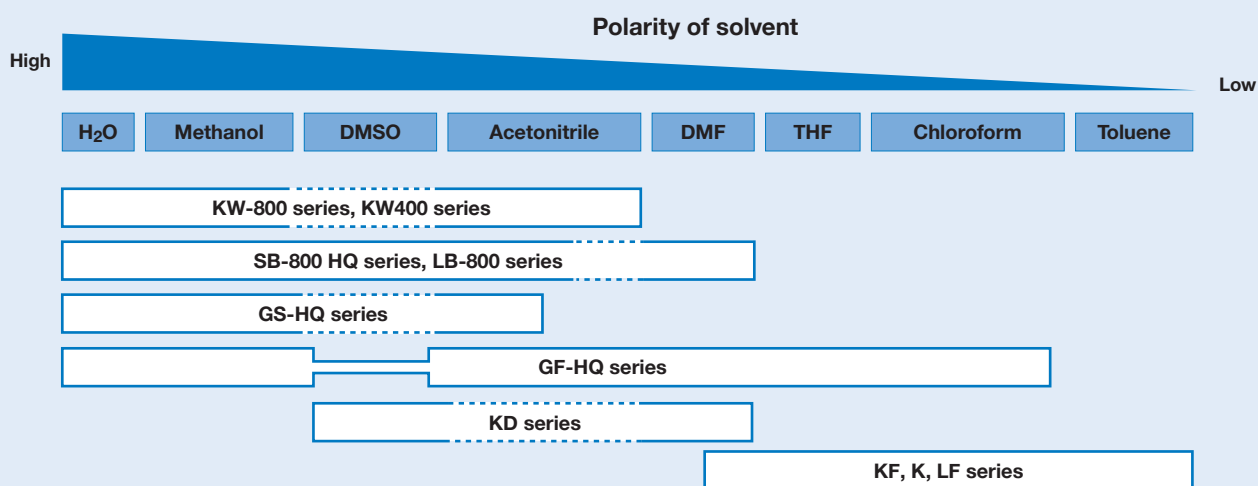 Polarity of solvent
High
Low
H₂O Methanol DMSO Acetonitrile DMF THF Chloroform Toluene
KW-800 series, KW400 series
SB-800 HQ series, LB-800 series
GS-HQ series
GF-HQ series
KD series
KF, K, LF series